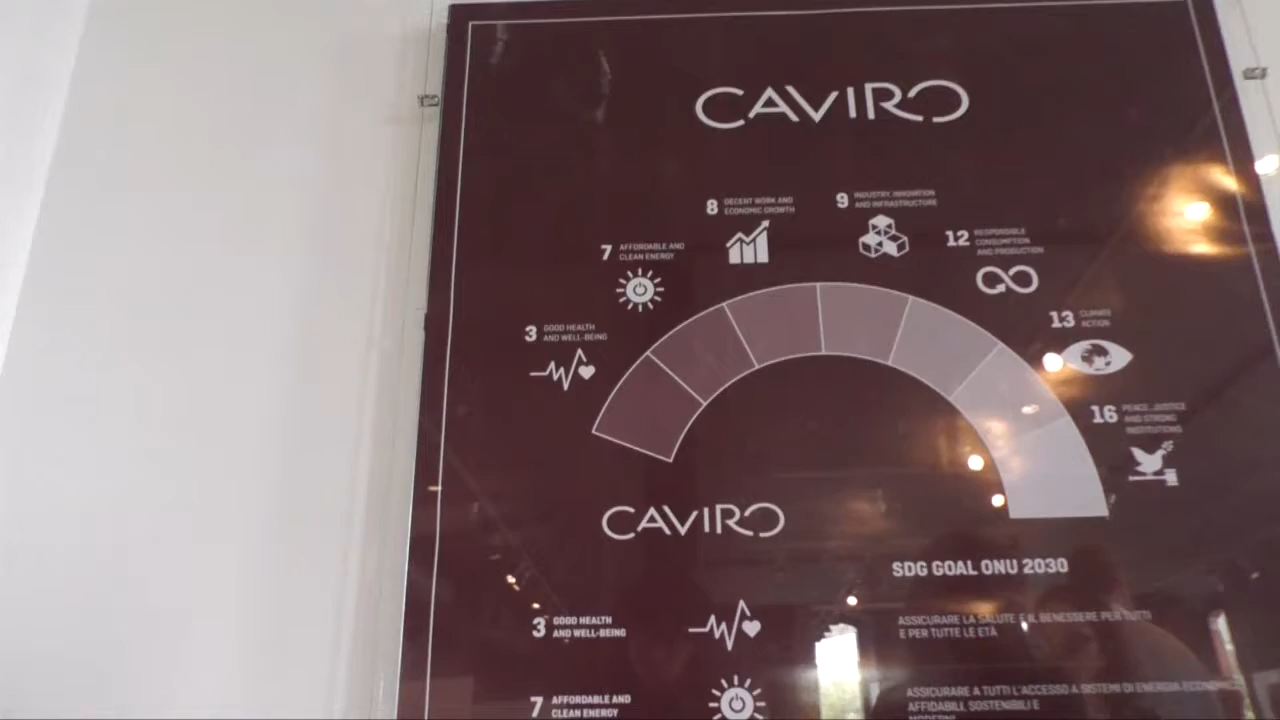 CAVIRO
8 DECENT WORK AND
ECONOMIC GROWTH
9 INDUSTRY, INNOVATION
AND INFRASTRUCTURE
7 AFFORDABLE AND
CLEAN ENERGY
12 RESPONSIBLE
CONSUMPTION
AND PRODUCTION
3 GOOD HEALTH
AND WELL-BEING
13 CLIMATE
ACTION
16 PEACE, JUSTICE
AND STRONG
INSTITUTIONS
CAVIRO
SDG GOAL ONU 2030
3 GOOD HEALTH
AND WELL-BEING
ASSICURARE LA SALUTE E IL BENESSERE PER TUTTI
E PER TUTTE LE ETÀ
7 AFFORDABLE AND
CLEAN ENERGY
ASSICURARE A TUTTI L'ACCESSO A SISTEMI DI ENERGIA
AFFIDABILI, SOSTENIBILI E